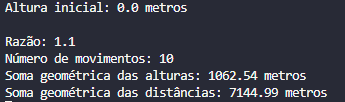 Altura inicial: 0.0 metros
Razão: 1.1
Número de movimentos: 10
Soma geométrica das alturas: 1062.54 metros
Soma geométrica das distâncias: 7144.99 metros